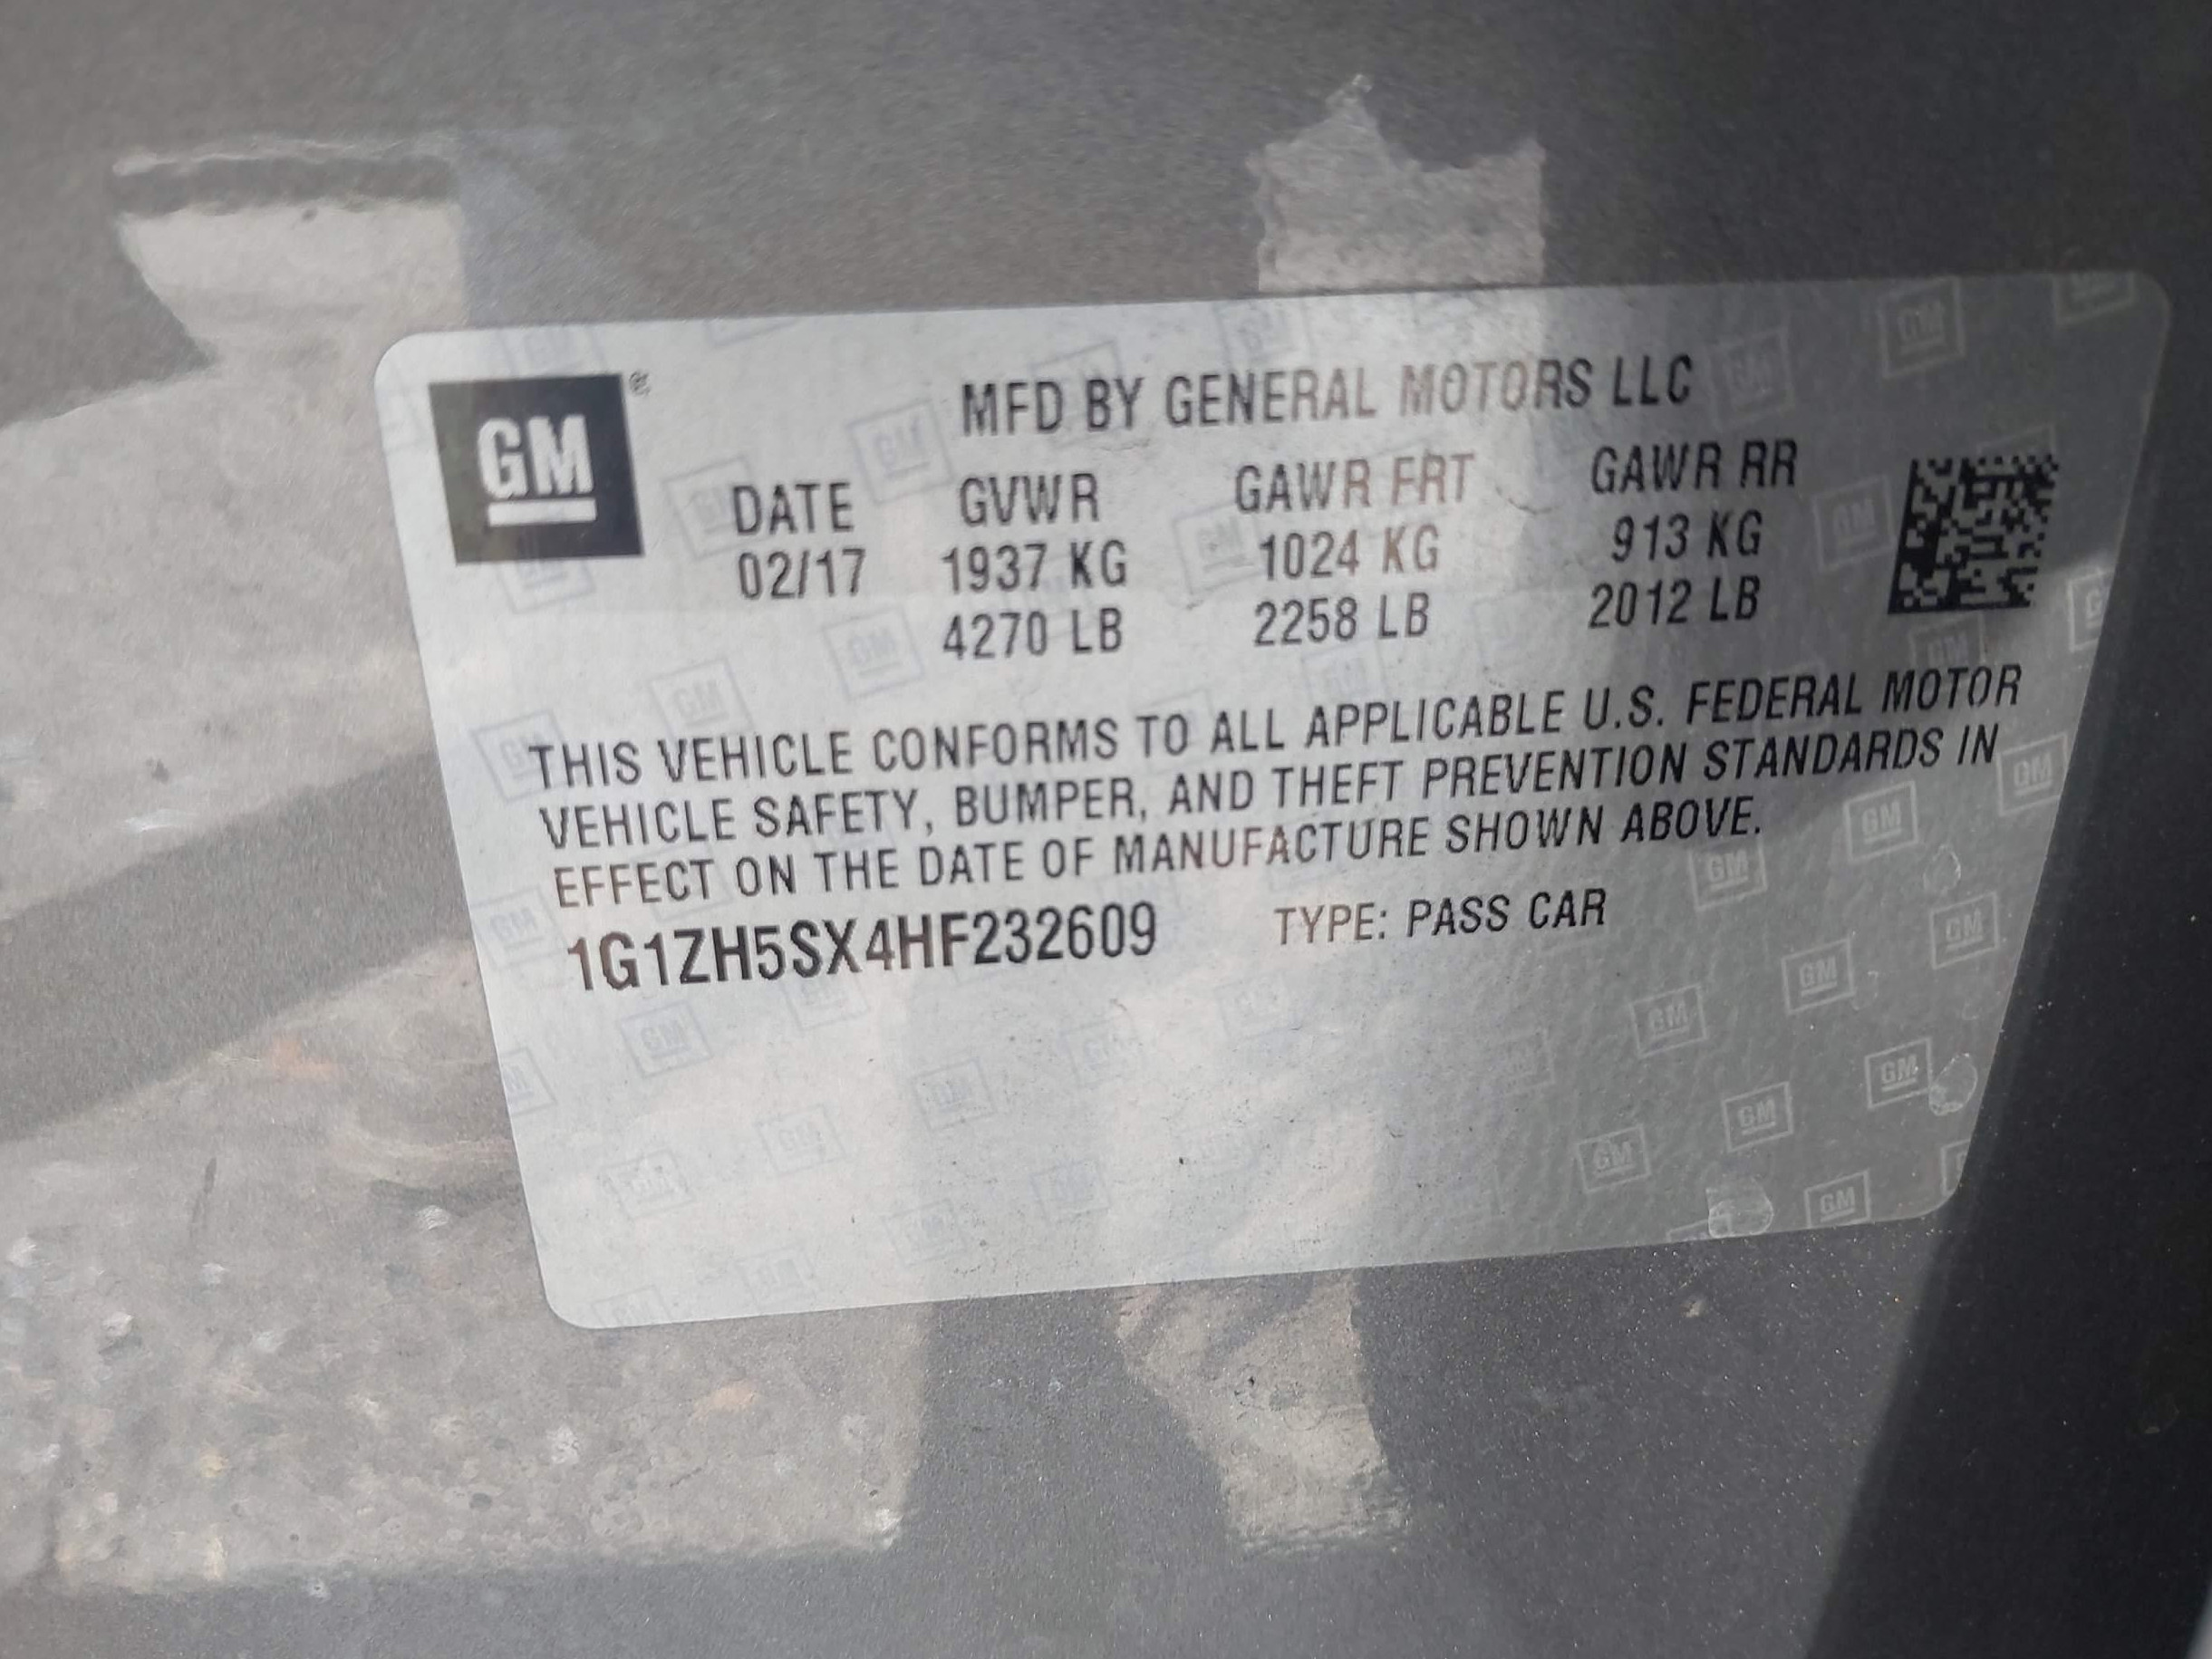 GM
MFD BY GENERAL MOTORS LLC
DATE GVWR GAWR FRT GAWR RR
02/17 1937 KG 1024 KG 913 KG
4270 LB 2258 LB 2012 LB
THIS VEHICLE CONFORMS TO ALL APPLICABLE U.S. FEDERAL MOTOR
VEHICLE SAFETY, BUMPER, AND THEFT PREVENTION STANDARDS IN
EFFECT ON THE DATE OF MANUFACTURE SHOWN ABOVE.
1G1ZH5SX4HF232609 TYPE: PASS CAR